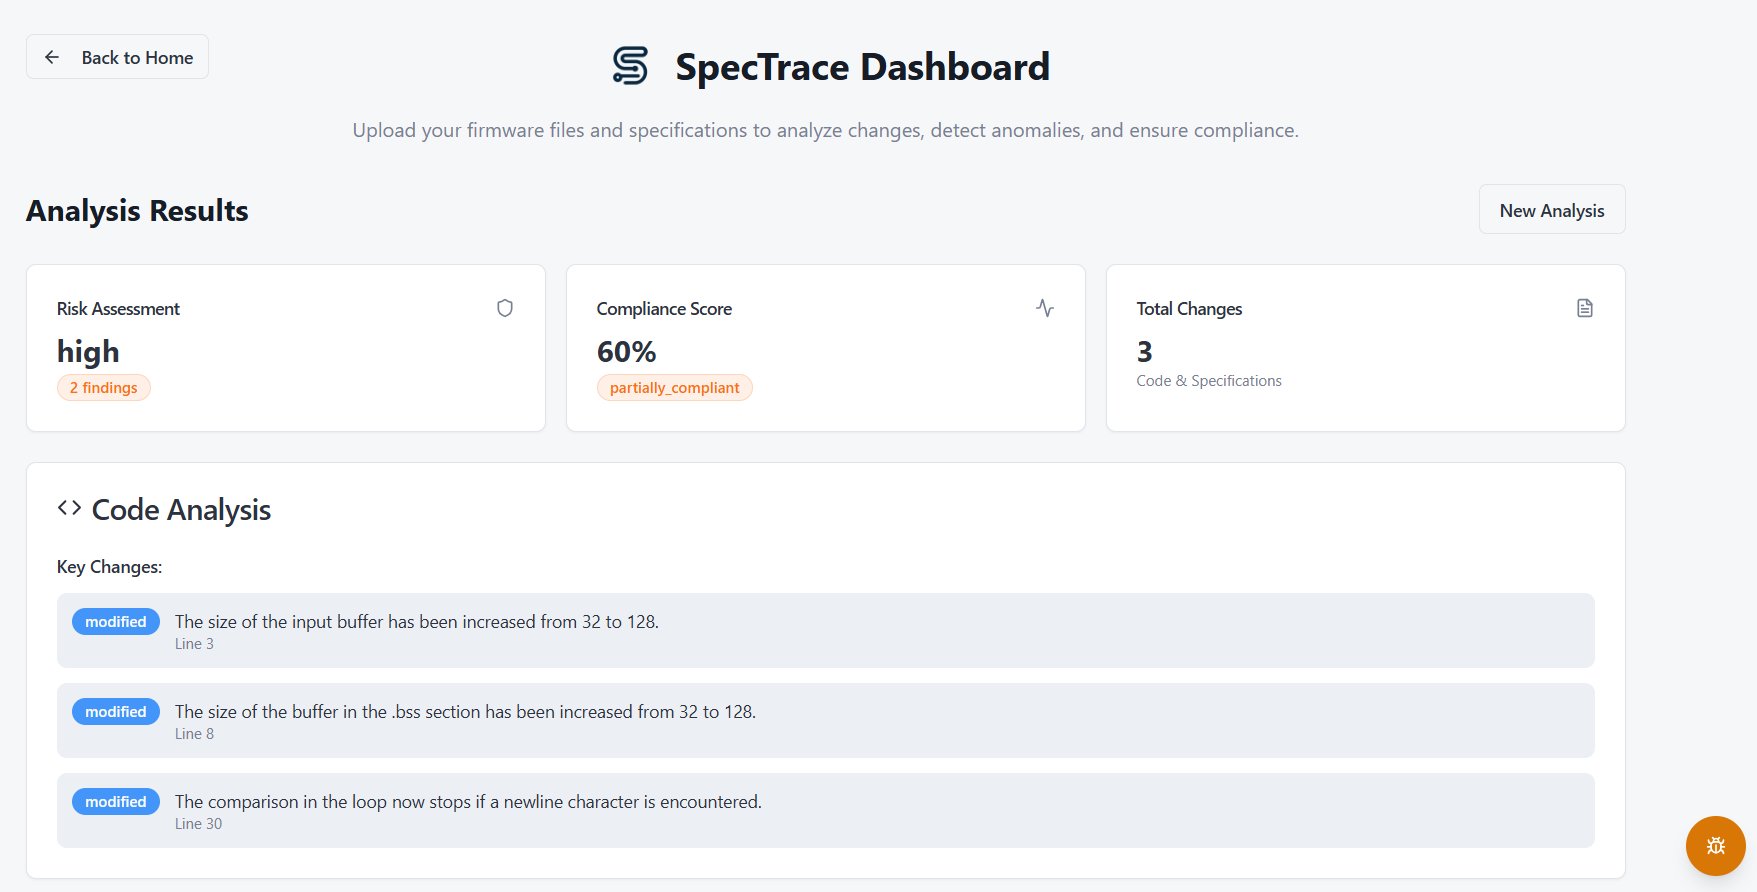 Back to Home
SpecTrace Dashboard
Upload your firmware files and specifications to analyze changes, detect anomalies, and ensure compliance.
Analysis Results
New Analysis
Risk Assessment
high
2 findings
Compliance Score
60%
partially_compliant
Total Changes
3
Code & Specifications
Code Analysis
Key Changes:
modified
The size of the input buffer has been increased from 32 to 128.
Line 3
modified
The size of the buffer in the .bss section has been increased from 32 to 128.
Line 8
modified
The comparison in the loop now stops if a newline character is encountered.
Line 30